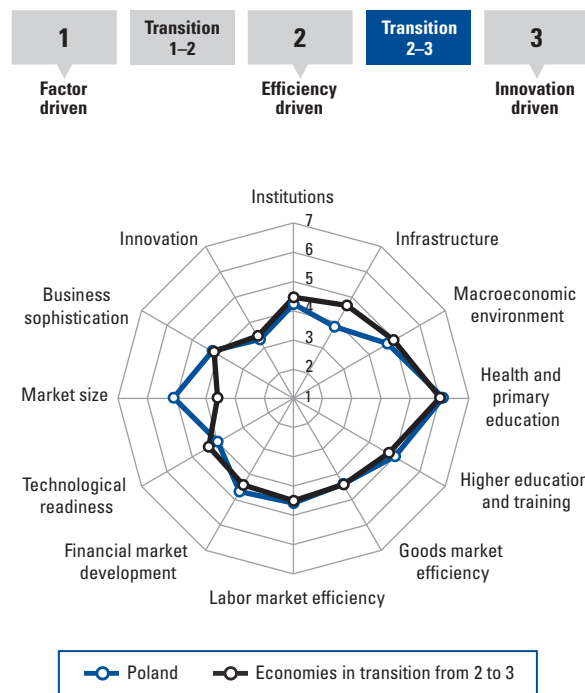 1
Transition
1–2
2
Transition
2–3
3
Factor
driven
Efficiency
driven
Innovation
driven
Institutions
7
6
5
4
3
2
1
Infrastructure
Macroeconomic
environment
Health and
primary
education
Higher education
and training
Goods market
efficiency
Labor market efficiency
Financial market
development
Technological
readiness
Market size
Business
sophistication
Innovation
Poland
Economies in transition from 2 to 3